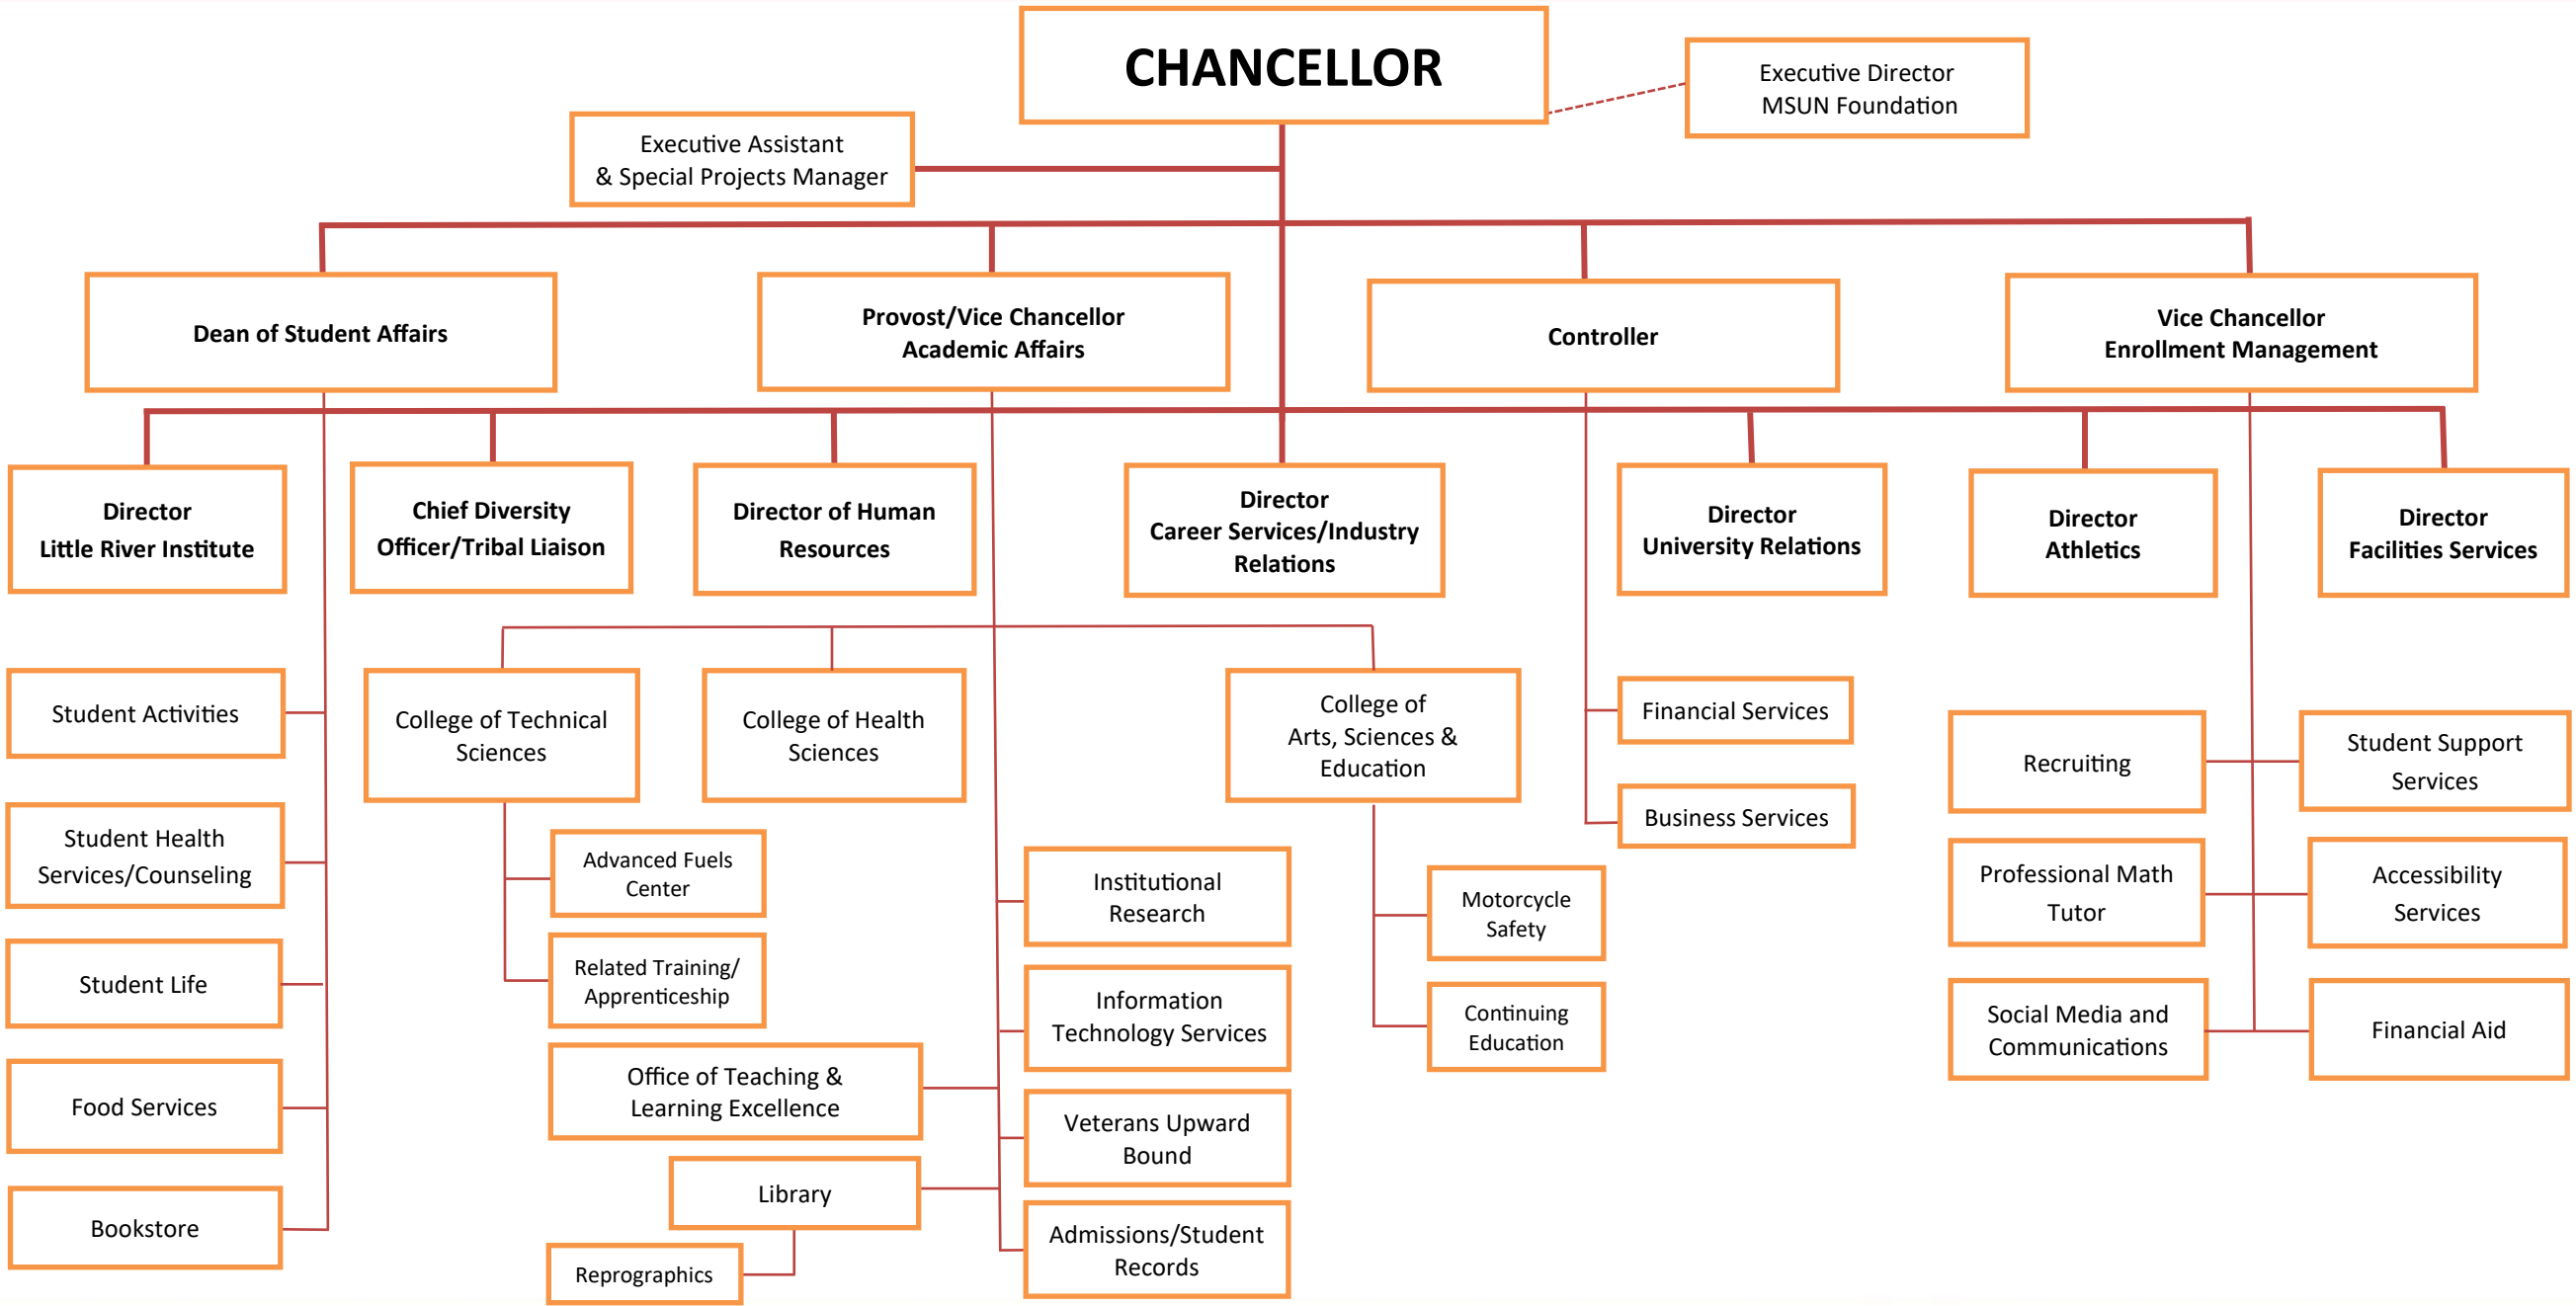 CHANCELLOR
Executive Director
MSUN Foundation
Executive Assistant
& Special Projects Manager
Dean of Student Affairs
Provost/Vice Chancellor
Academic Affairs
Controller
Vice Chancellor
Enrollment Management
Director
Little River Institute
Chief Diversity
Officer/Tribal Liaison
Director of Human
Resources
Director
Career Services/Industry
Relations
Director
University Relations
Director
Athletics
Director
Facilities Services
Student Activities
Student Health
Services/Counseling
Student Life
Food Services
Bookstore
College of Technical
Sciences
Advanced Fuels
Center
Related Training/
Apprenticeship
College of Health
Sciences
College of
Arts, Sciences &
Education
Motorcycle
Safety
Continuing
Education
Office of Teaching &
Learning Excellence
Library
Reprographics
Institutional
Research
Information
Technology Services
Veterans Upward
Bound
Admissions/Student
Records
Financial Services
Business Services
Recruiting
Student Support
Services
Professional Math
Tutor
Accessibility
Services
Social Media and
Communications
Financial Aid